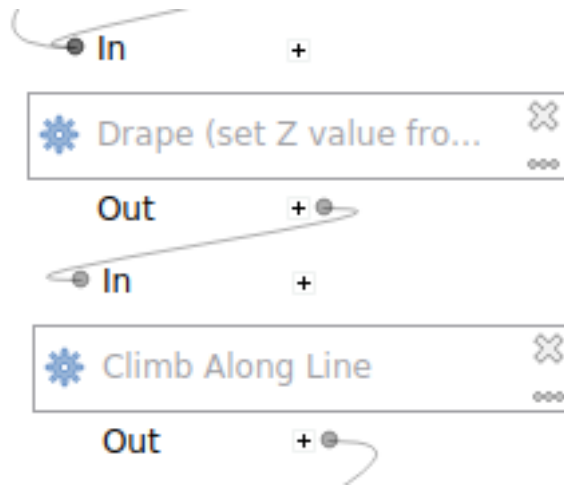 In +
Drape (set Z value fro...
Out +
In +
Climb Along Line
Out +